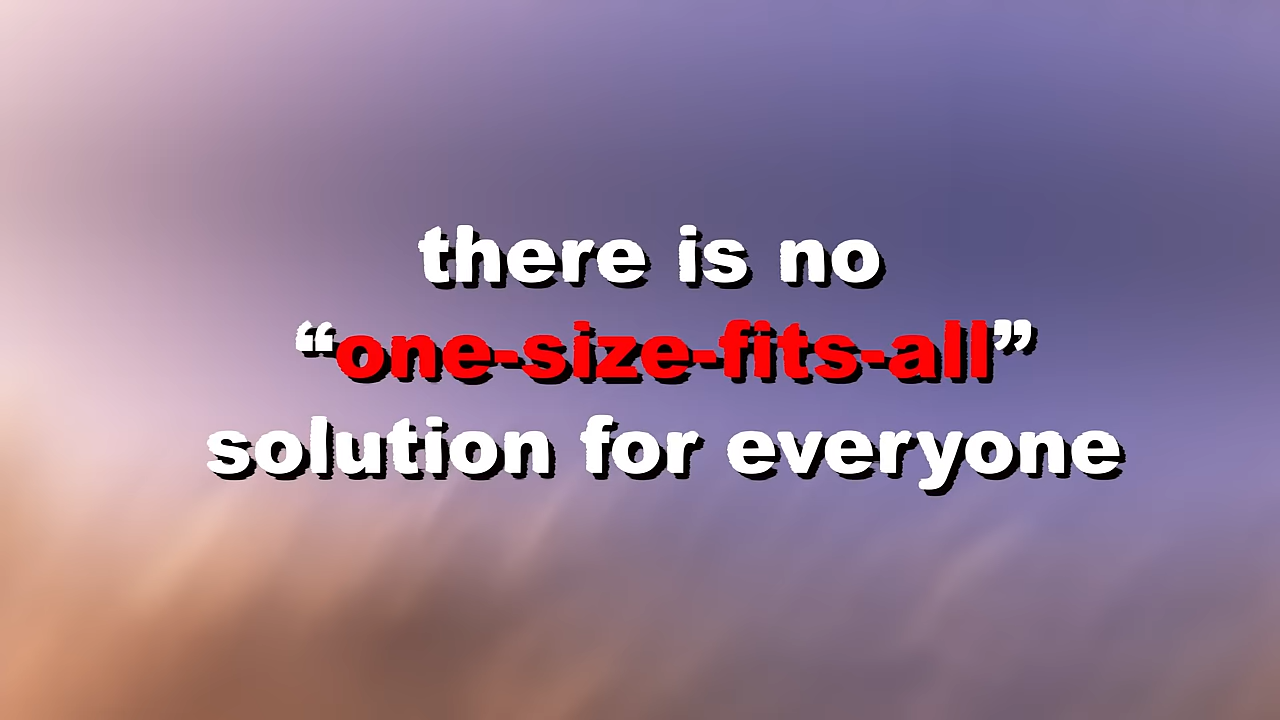 there is no
“one-size-fits-all”
solution for everyone